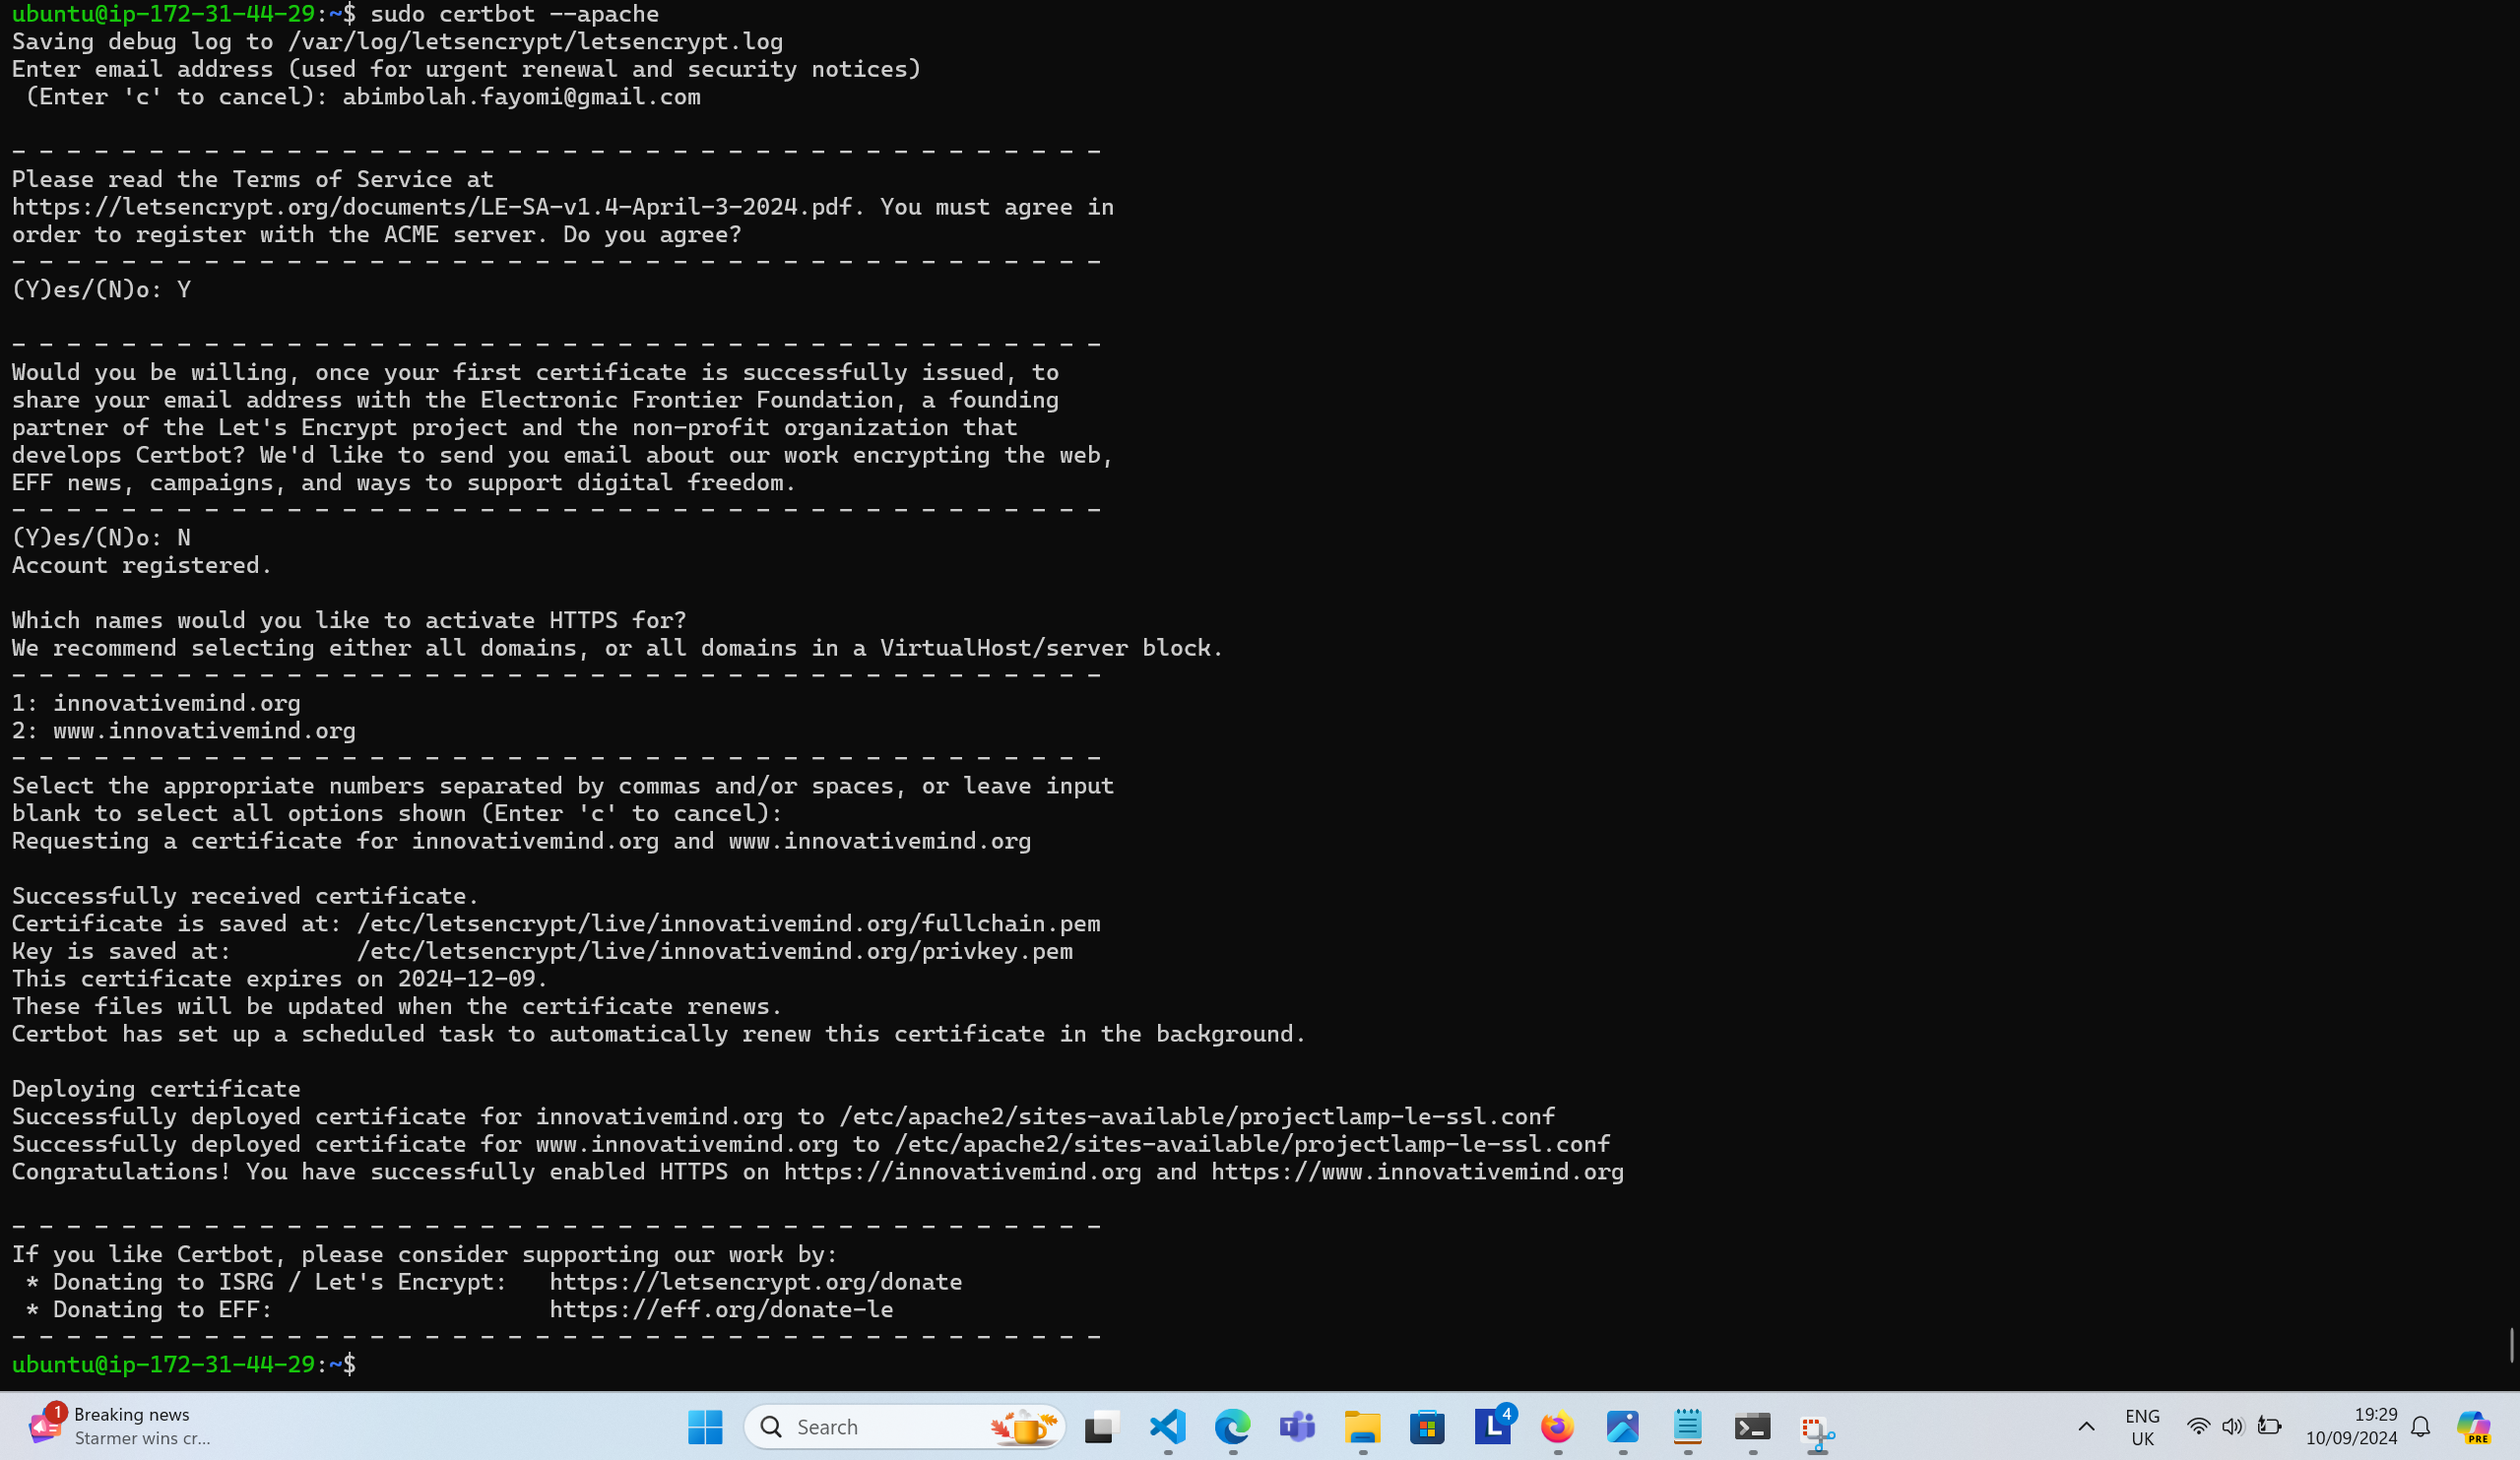 ubuntu@ip-172-31-44-29:~$ sudo certbot --apache
Saving debug log to /var/log/letsencrypt/letsencrypt.log
Enter email address (used for urgent renewal and security notices)
 (Enter 'c' to cancel): abimbolah.fayomi@gmail.com

- - - - - - - - - - - - - - - - - - - - - - - - - - - - - - - - - - - - - - - -
Please read the Terms of Service at
https://letsencrypt.org/documents/LE-SA-v1.4-April-3-2024.pdf. You must agree in
order to register with the ACME server. Do you agree?
- - - - - - - - - - - - - - - - - - - - - - - - - - - - - - - - - - - - - - - -
(Y)es/(N)o: Y

- - - - - - - - - - - - - - - - - - - - - - - - - - - - - - - - - - - - - - - -
Would you be willing, once your first certificate is successfully issued, to
share your email address with the Electronic Frontier Foundation, a founding
partner of the Let's Encrypt project and the non-profit organization that
develops Certbot? We'd like to send you email about our work encrypting the web,
EFF news, campaigns, and ways to support digital freedom.
- - - - - - - - - - - - - - - - - - - - - - - - - - - - - - - - - - - - - - - -
(Y)es/(N)o: N
Account registered.

Which names would you like to activate HTTPS for?
We recommend selecting either all domains, or all domains in a VirtualHost/server block.
- - - - - - - - - - - - - - - - - - - - - - - - - - - - - - - - - - - - - - - -
1: innovativemind.org
2: www.innovativemind.org
- - - - - - - - - - - - - - - - - - - - - - - - - - - - - - - - - - - - - - - -
Select the appropriate numbers separated by commas and/or spaces, or leave input
blank to select all options shown (Enter 'c' to cancel):
Requesting a certificate for innovativemind.org and www.innovativemind.org

Successfully received certificate.
Certificate is saved at: /etc/letsencrypt/live/innovativemind.org/fullchain.pem
Key is saved at:         /etc/letsencrypt/live/innovativemind.org/privkey.pem
This certificate expires on 2024-12-09.
These files will be updated when the certificate renews.
Certbot has set up a scheduled task to automatically renew this certificate in the background.

Deploying certificate
Successfully deployed certificate for innovativemind.org to /etc/apache2/sites-available/projectlamp-le-ssl.conf
Successfully deployed certificate for www.innovativemind.org to /etc/apache2/sites-available/projectlamp-le-ssl.conf
Congratulations! You have successfully enabled HTTPS on https://innovativemind.org and https://www.innovativemind.org

- - - - - - - - - - - - - - - - - - - - - - - - - - - - - - - - - - - - - - - -
If you like Certbot, please consider supporting our work by:
 * Donating to ISRG / Let's Encrypt:   https://letsencrypt.org/donate
 * Donating to EFF:                    https://eff.org/donate-le
- - - - - - - - - - - - - - - - - - - - - - - - - - - - - - - - - - - - - - - -
ubuntu@ip-172-31-44-29:~$
1
Breaking news
Starmer wins cr...
Search
L
4
ENG
UK
19:29
10/09/2024
PRE